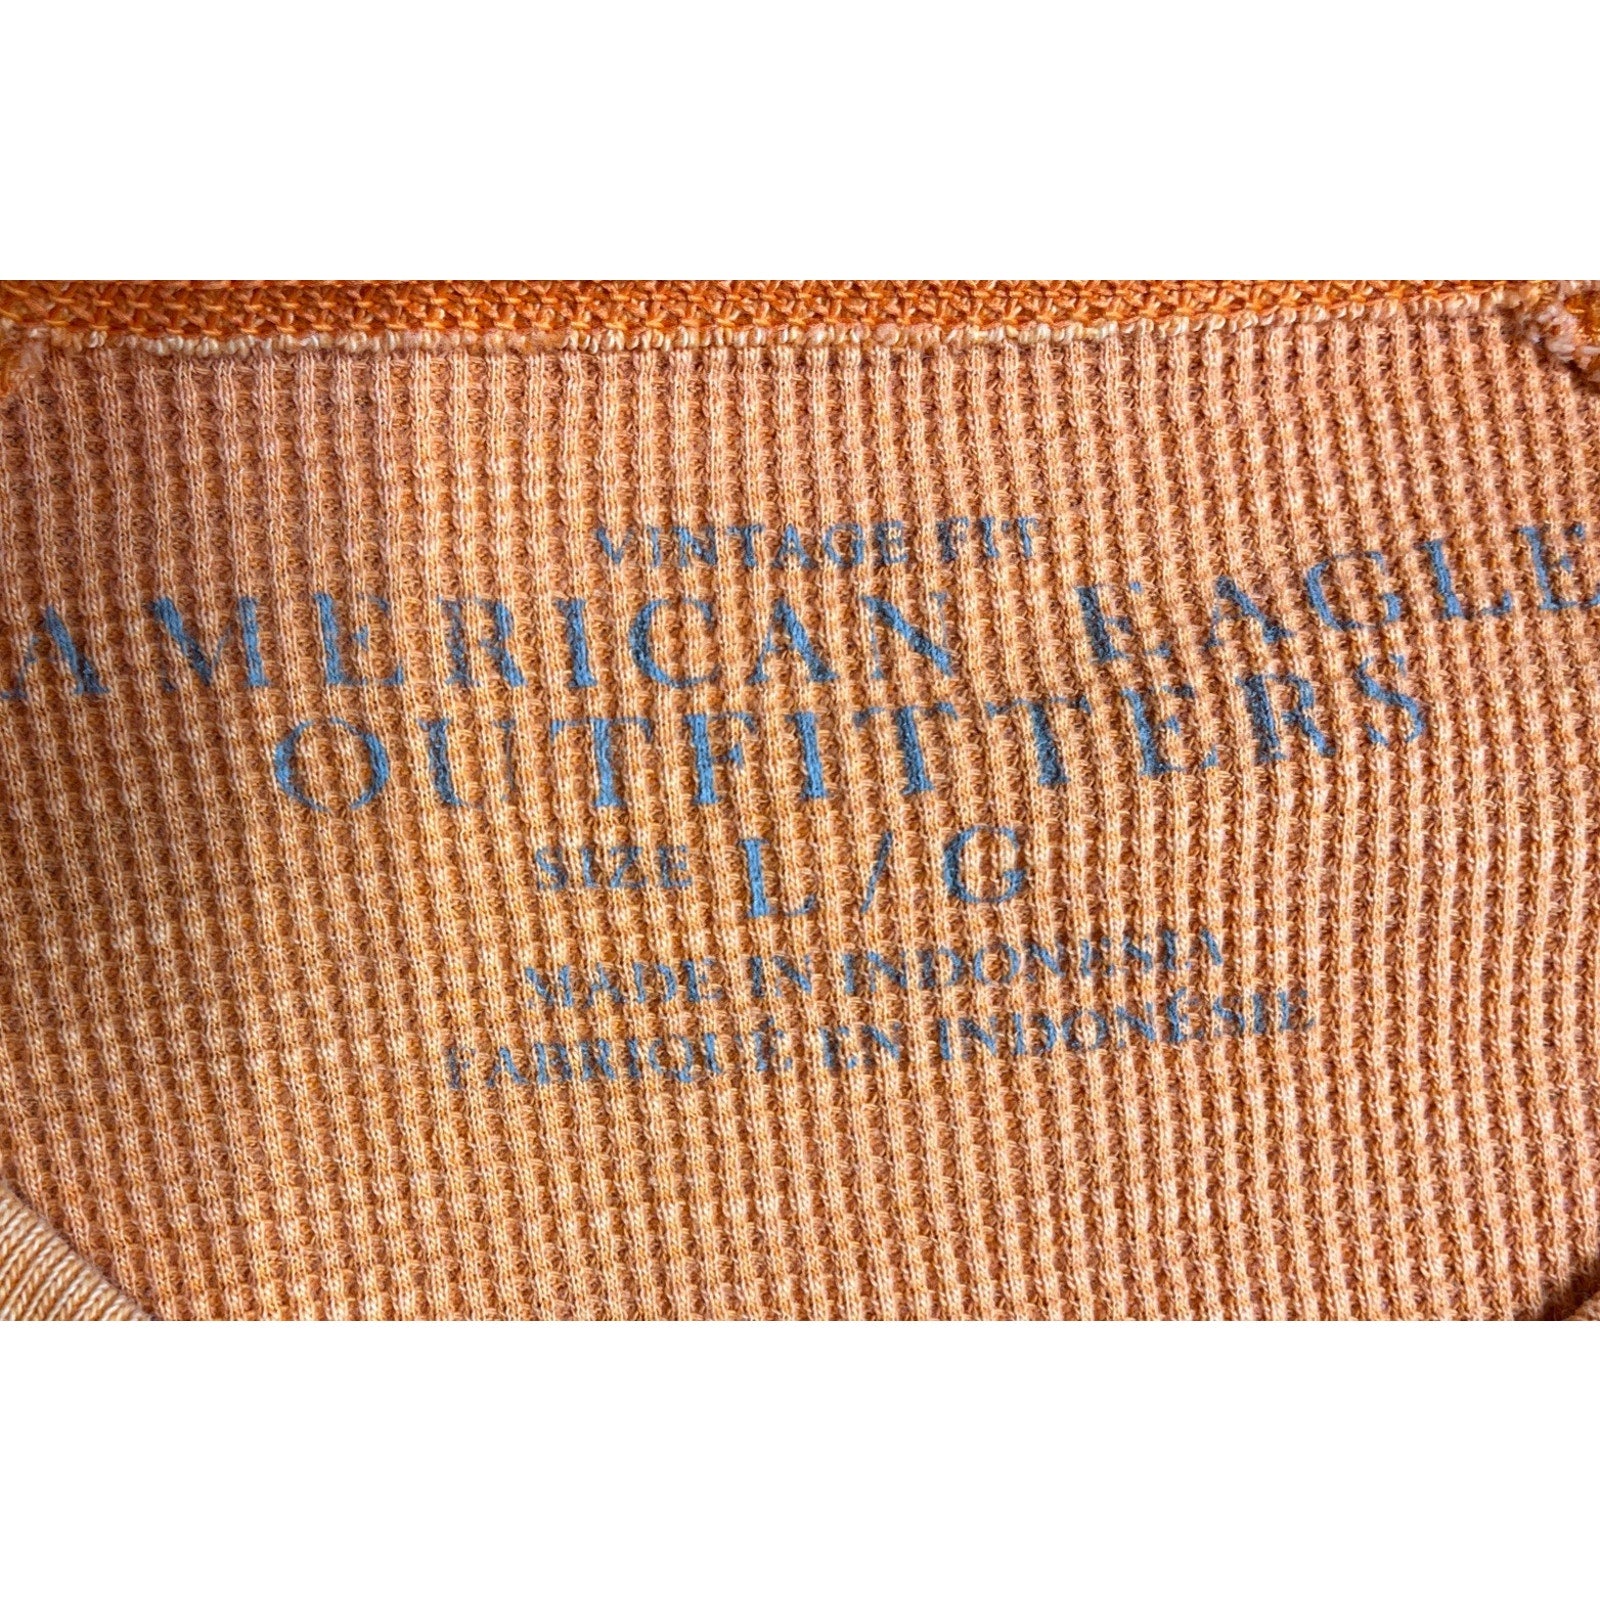 VINTAGE FIT
AMERICAN EAGLE
OUTFITTERS
SIZE L / G
MADE IN INDONESIA
FABRIQUÉ EN INDONÉSIE